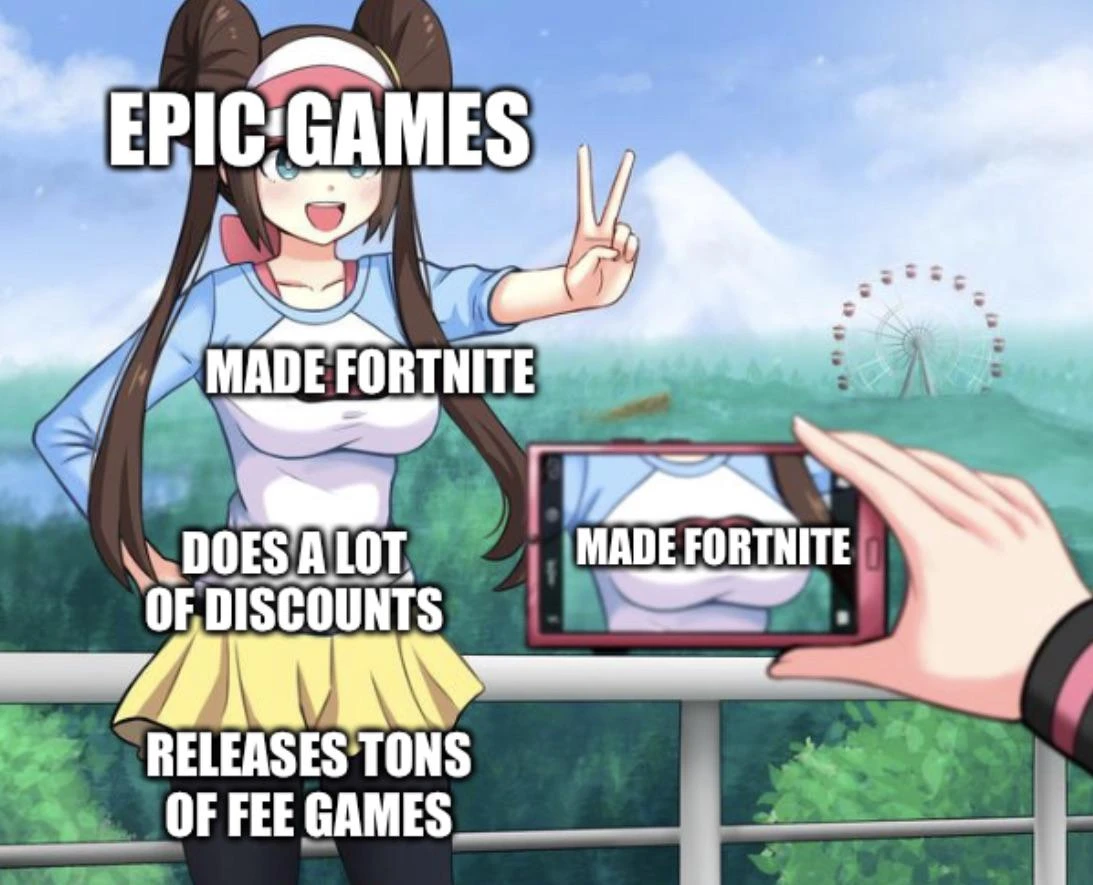 EPIC GAMES
MADE FORTNITE
MADE FORTNITE
DOES A LOT
OF DISCOUNTS
RELEASES TONS
OF FEE GAMES